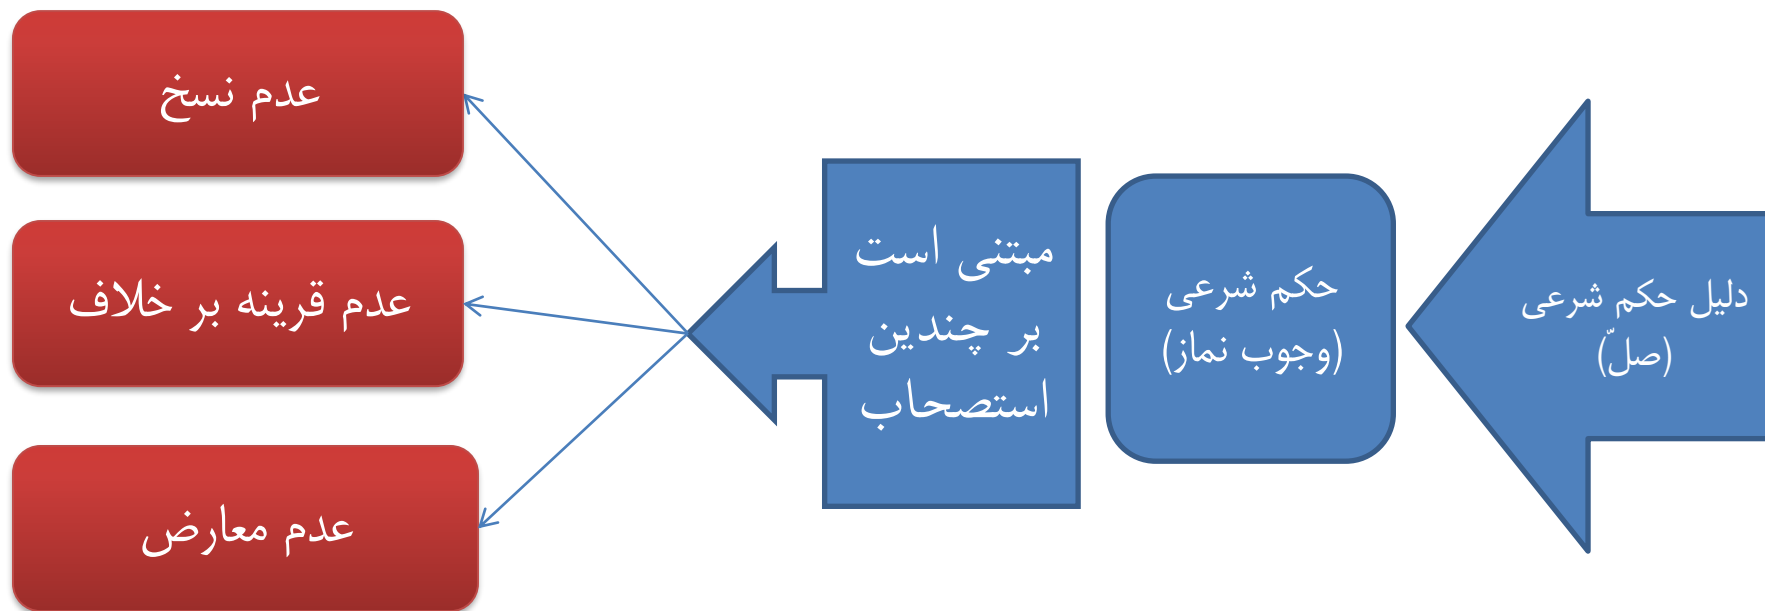 دلیل حکم شرعی
(صلّ)
حکم شرعی
(وجوب نماز)
مبتنی است
بر چندین
استصحاب
عدم نسخ
عدم قرینه بر خلاف
عدم معارض